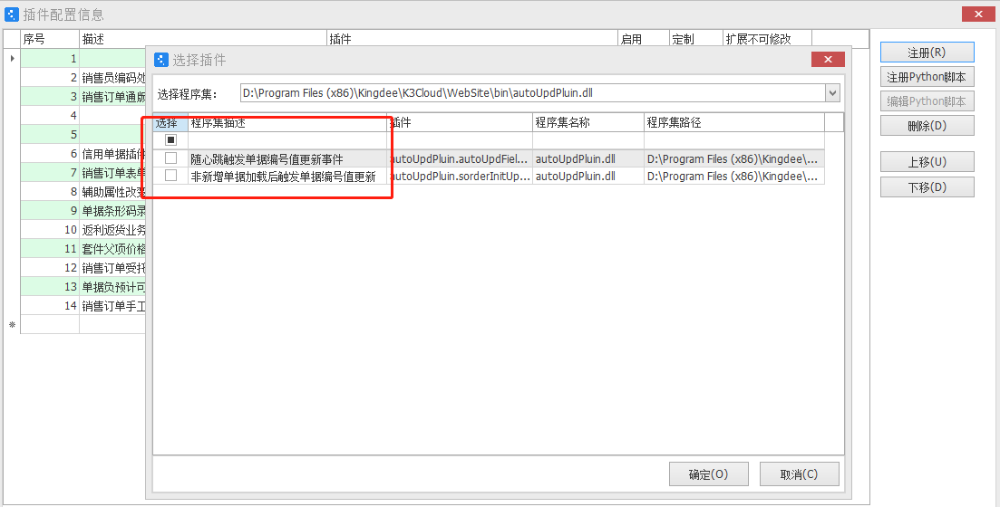 插件配置信息
序号 描述 插件 启用 定制 扩展不可修改
1
2 销售员编码处
3 销售订单通版
4
5
6 信用单据插件
7 销售订单表单
8 辅助属性改变
9 单据条形码录
10 返利返货业务
11 套件父项价格
12 销售订单受托
13 单据负预计可
14 销售订单手工
选择插件
选择程序集: D:\Program Files (x86)\Kingdee\K3Cloud\WebSite\bin\autoUpdPluin.dll
选择 程序集描述 插件 程序集名称 程序集路径
随心跳触发单据编号值更新事件 autoUpdPluin.autoUpdFiel... autoUpdPluin.dll D:\Program Files (x86)\Kingdee\...
非新增单据加载后触发单据编号值更新 autoUpdPluin.sorderInitUp... autoUpdPluin.dll D:\Program Files (x86)\Kingdee\...
确定(O) 取消(C)
注册(R)
注册Python脚本
编辑Python脚本
删除(D)
上移(U)
下移(D)